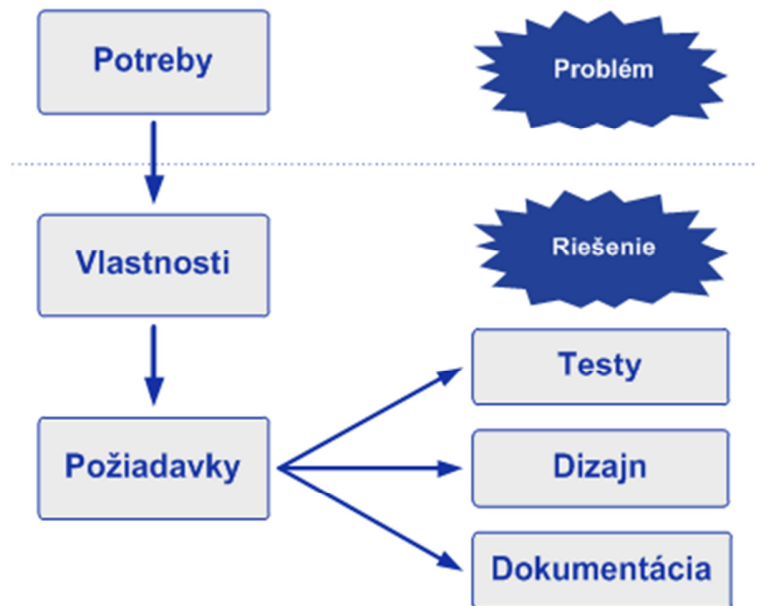 Potreby
Problém
Vlastnosti
Riešenie
Testy
Požiadavky
Dizajn
Dokumentácia